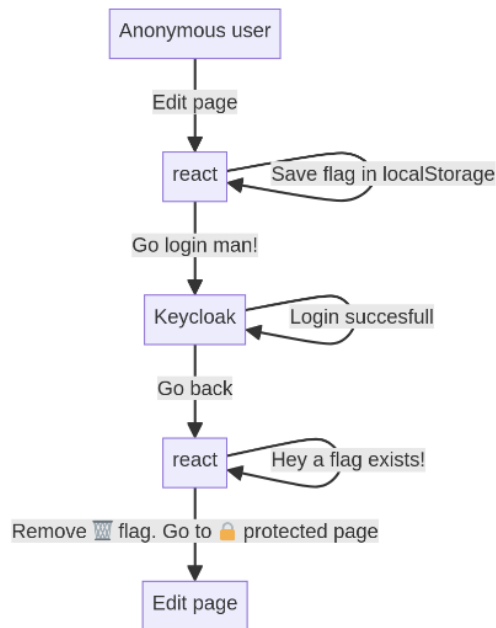 Anonymous user
Edit page
react
Save flag in localStorage
Go login man!
Keycloak
Login succesfull
Go back
react
Hey a flag exists!
Remove 🗑️ flag. Go to 🔒 protected page
Edit page